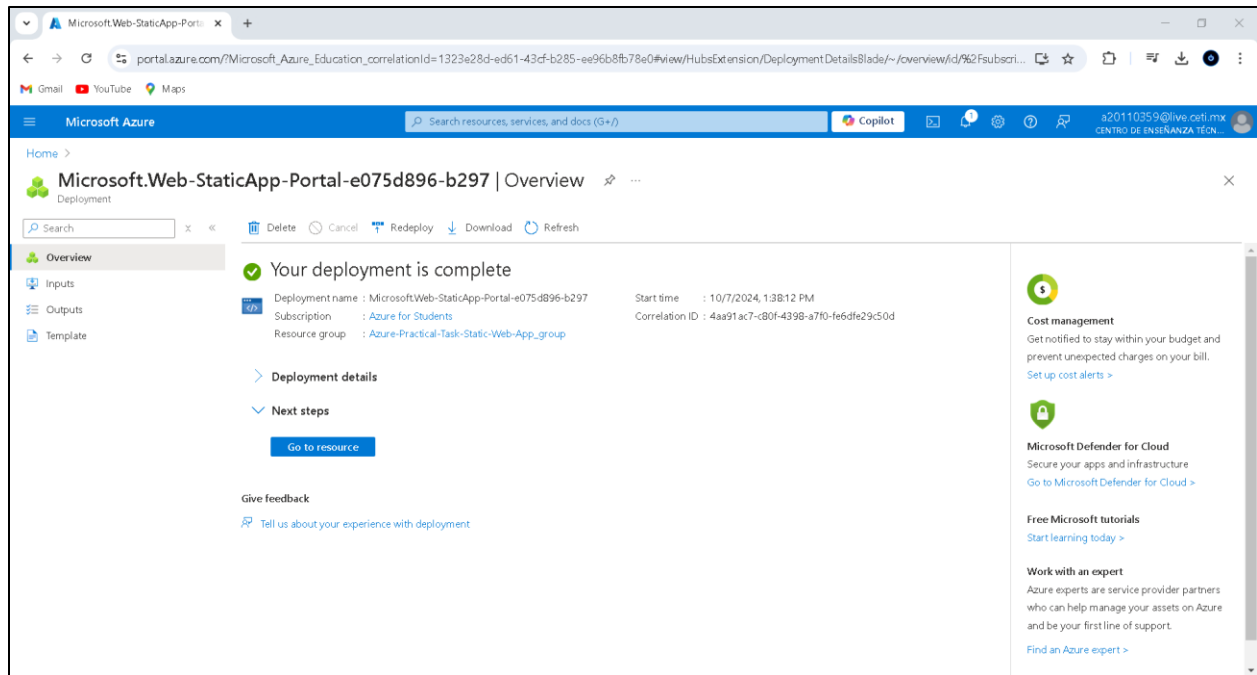 Microsoft.Web-StaticApp-Porta
portal.azure.com/?Microsoft_Azure_Education_correlationId=1323e28d-ed61-43cf-b285-ee96b8fb78e0#view/HubsExtension/DeploymentDetailsBlade/~/overview/id/%2Fsubscri...
Gmail YouTube Maps
Microsoft Azure
Search resources, services, and docs (G+/)
Copilot
1
a20110359@live.ceti.mx
CENTRO DE ENSEÑANZA TÉCN...
Home >
Microsoft.Web-StaticApp-Portal-e075d896-b297 | Overview
Deployment
Search
Delete Cancel Redeploy Download Refresh
Overview
Inputs
Outputs
Template
Your deployment is complete
Deployment name : Microsoft.Web-StaticApp-Portal-e075d896-b297
Subscription : Azure for Students
Resource group : Azure-Practical-Task-Static-Web-App_group
Start time : 10/7/2024, 1:38:12 PM
Correlation ID : 4aa91ac7-c80f-4398-a7f0-fe6dfe29c50d
Deployment details
Next steps
Go to resource
Give feedback
Tell us about your experience with deployment
Cost management
Get notified to stay within your budget and
prevent unexpected charges on your bill.
Set up cost alerts >
Microsoft Defender for Cloud
Secure your apps and infrastructure
Go to Microsoft Defender for Cloud >
Free Microsoft tutorials
Start learning today >
Work with an expert
Azure experts are service provider partners
who can help manage your assets on Azure
and be your first line of support.
Find an Azure expert >